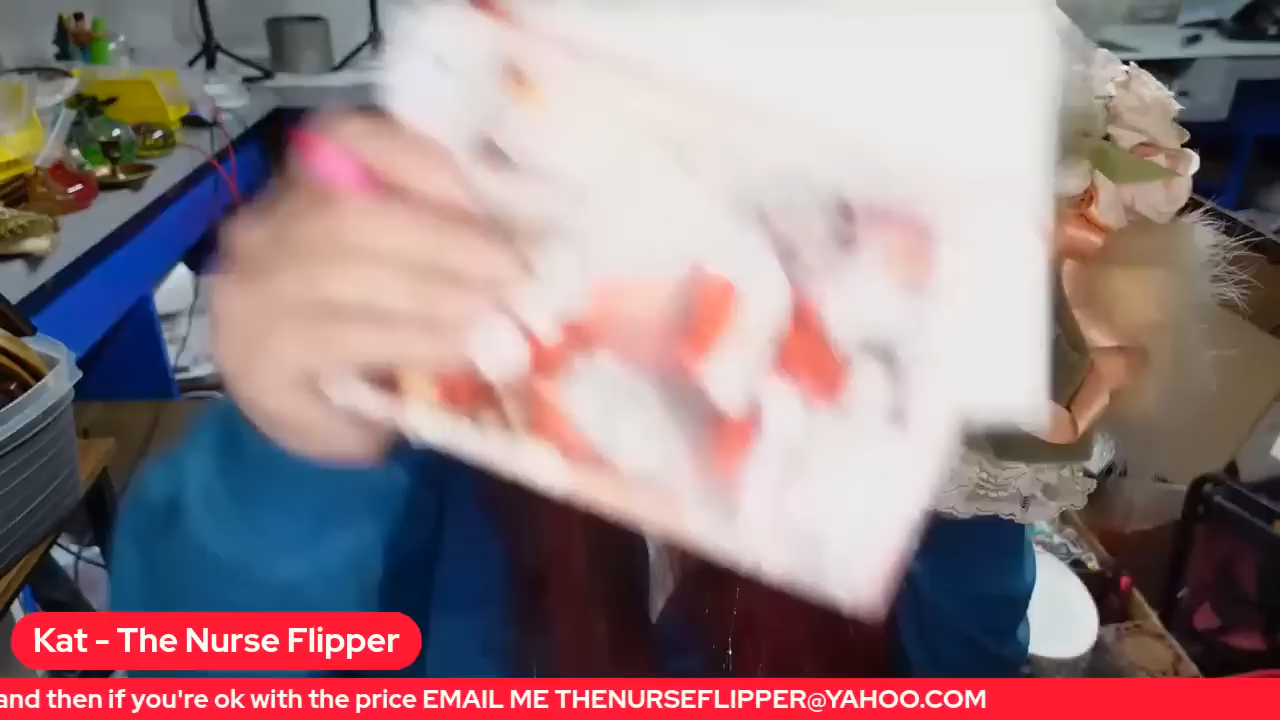 Kat - The Nurse Flipper
and then if you're ok with the price EMAIL ME THENURSEFLIPPER@YAHOO.COM